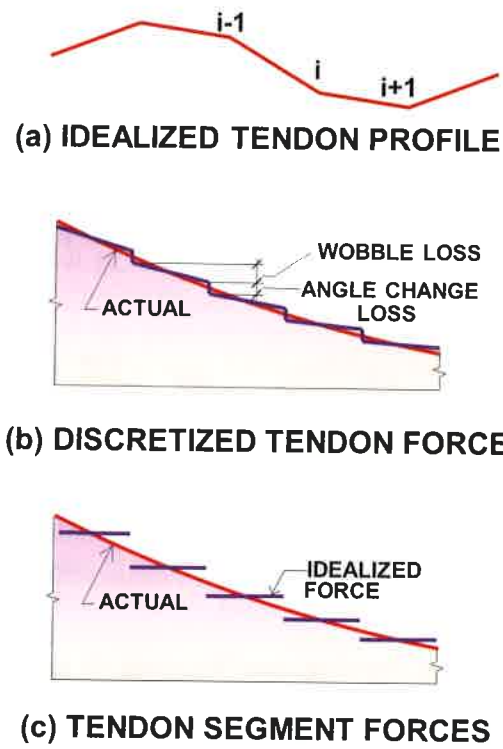 i-1
i
i+1
(a) IDEALIZED TENDON PROFILE
WOBBLE LOSS
ANGLE CHANGE
LOSS
ACTUAL
(b) DISCRETIZED TENDON FORCE
IDEALIZED
FORCE
ACTUAL
(c) TENDON SEGMENT FORCES